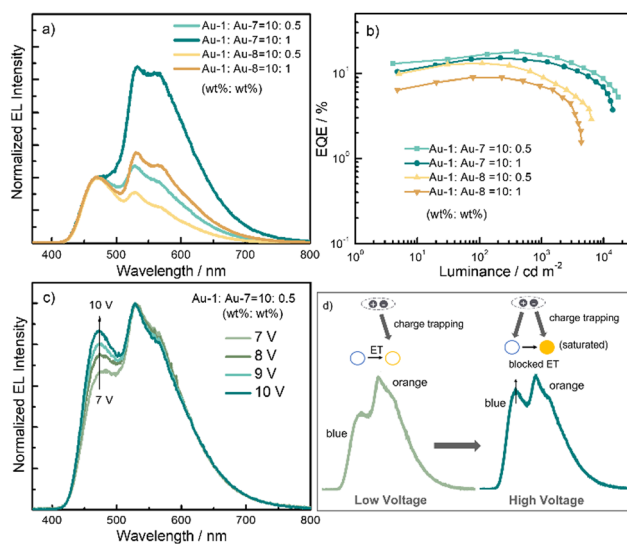 a)
Au-1: Au-7=10: 0.5
Au-1: Au-7=10: 1
Au-1: Au-8=10: 0.5
Au-1: Au-8=10: 1
(wt%: wt%)
Normalized EL Intensity
400 500 600 700 800
Wavelength / nm
b)
EQE / %
10¹
10⁰
10⁻¹
Au-1: Au-7 =10: 0.5
Au-1: Au-7 =10: 1
Au-1: Au-8 =10: 0.5
Au-1: Au-8 =10: 1
(wt%: wt%)
10⁰ 10¹ 10² 10³ 10⁴
Luminance / cd m⁻²
c)
Au-1: Au-7=10: 0.5
(wt%: wt%)
10 V
7 V
7 V
8 V
9 V
10 V
Normalized EL Intensity
400 500 600 700 800
Wavelength / nm
d)
charge trapping
ET
orange
blue
Low Voltage
charge trapping
(saturated)
blocked ET
orange
blue
High Voltage